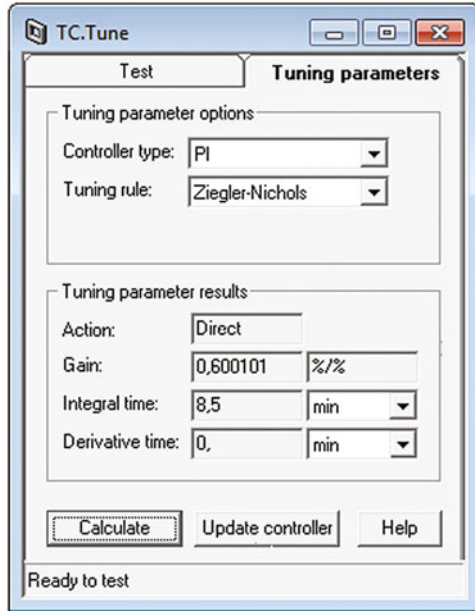 TC.Tune
Test Tuning parameters
Tuning parameter options
Controller type: PI
Tuning rule: Ziegler-Nichols
Tuning parameter results
Action: Direct
Gain: 0,600101 %/%
Integral time: 8,5 min
Derivative time: 0, min
Calculate Update controller Help
Ready to test